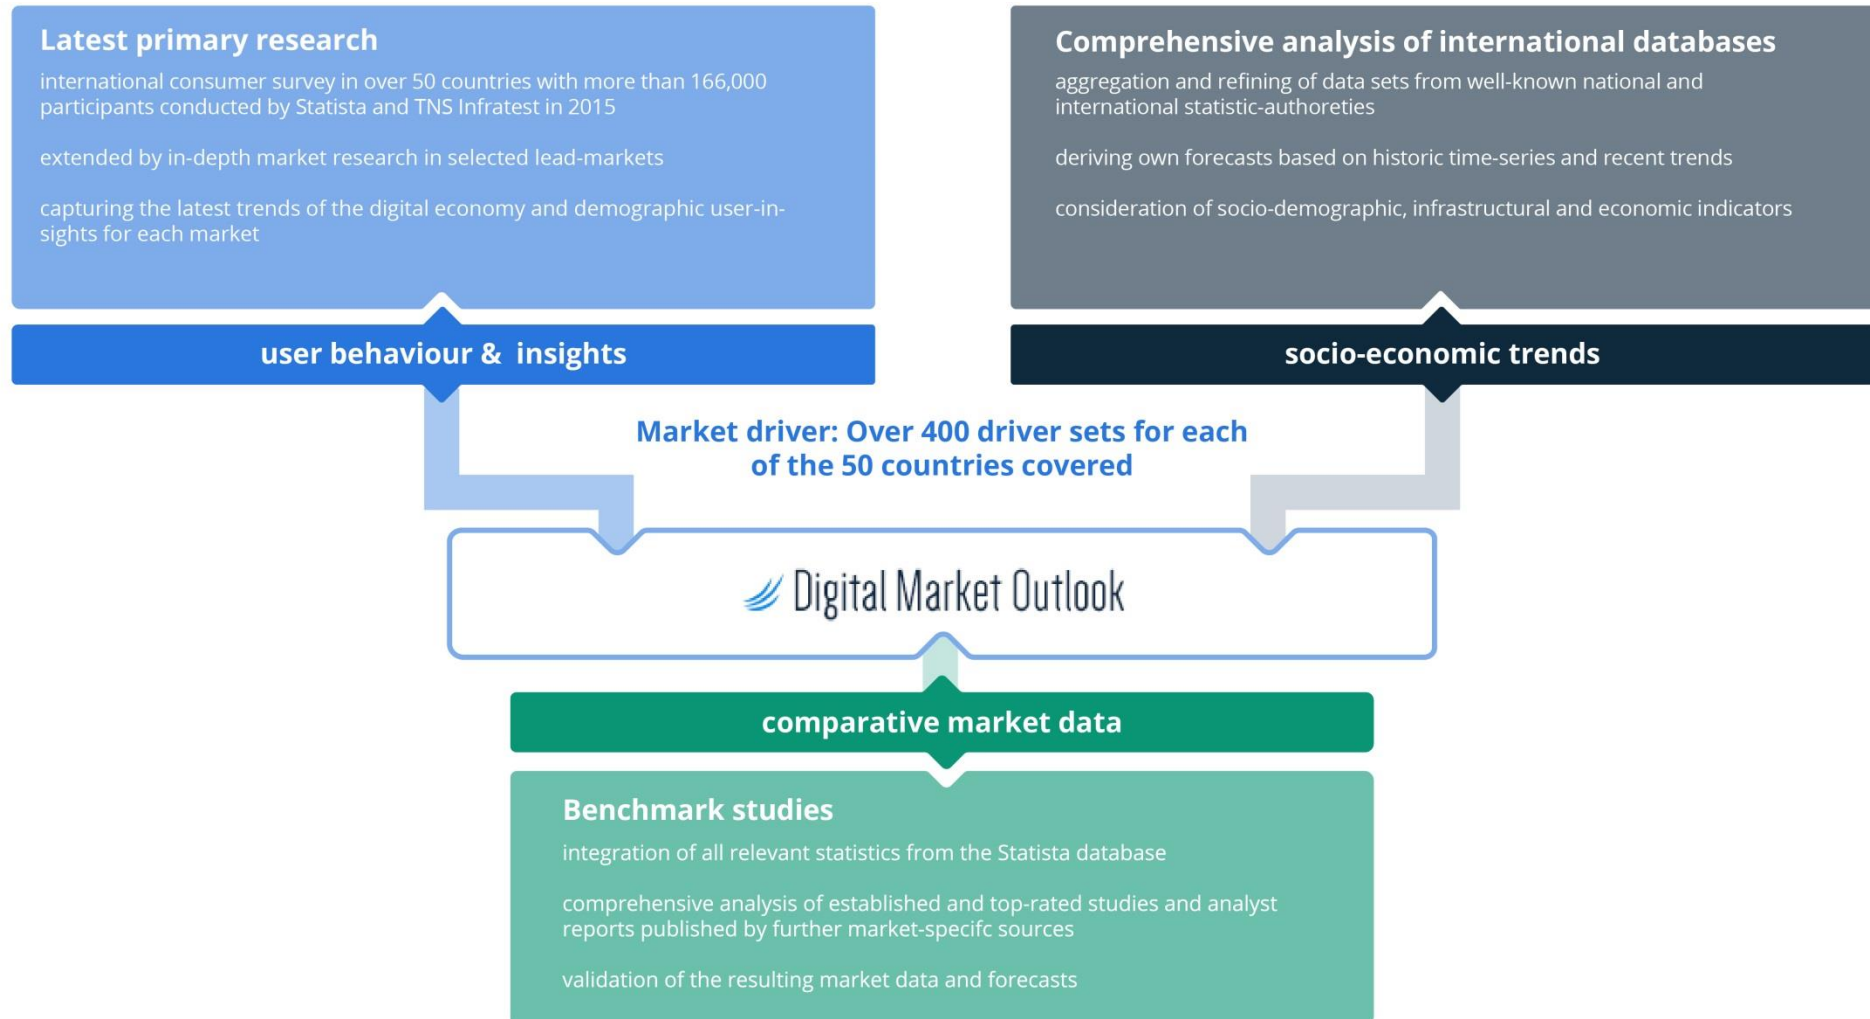 Latest primary research
international consumer survey in over 50 countries with more than 166,000
participants conducted by Statista and TNS Infratest in 2015
extended by in-depth market research in selected lead-markets
capturing the latest trends of the digital economy and demographic user-in-
sights for each market
user behaviour & insights
Comprehensive analysis of international databases
aggregation and refining of data sets from well-known national and
international statistic-authoreties
deriving own forecasts based on historic time-series and recent trends
consideration of socio-demographic, infrastructural and economic indicators
socio-economic trends
Market driver: Over 400 driver sets for each
of the 50 countries covered
Digital Market Outlook
comparative market data
Benchmark studies
integration of all relevant statistics from the Statista database
comprehensive analysis of established and top-rated studies and analyst
reports published by further market-specifc sources
validation of the resulting market data and forecasts